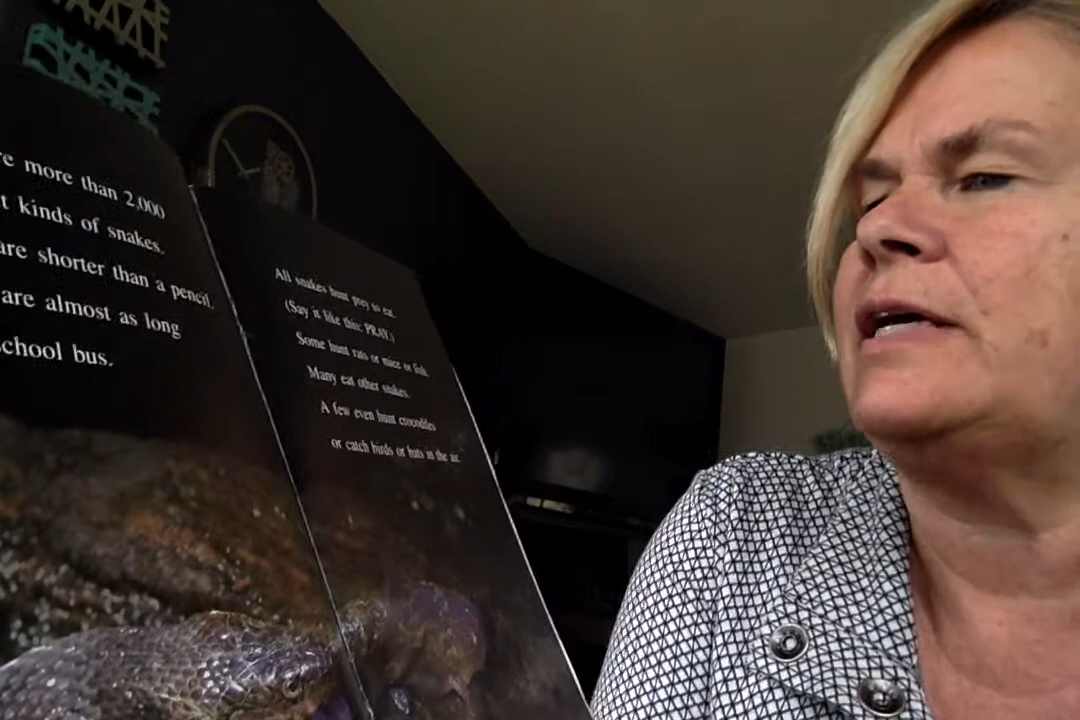 re more than 2,000
t kinds of snakes.
are shorter than a pencil.
are almost as long
school bus.
All snakes hunt prey to eat.
(Say it like this: PRAY.)
Some hunt rats or mice or fish.
Many eat other snakes.
A few even hunt crocodiles
or catch birds or bats in the air.